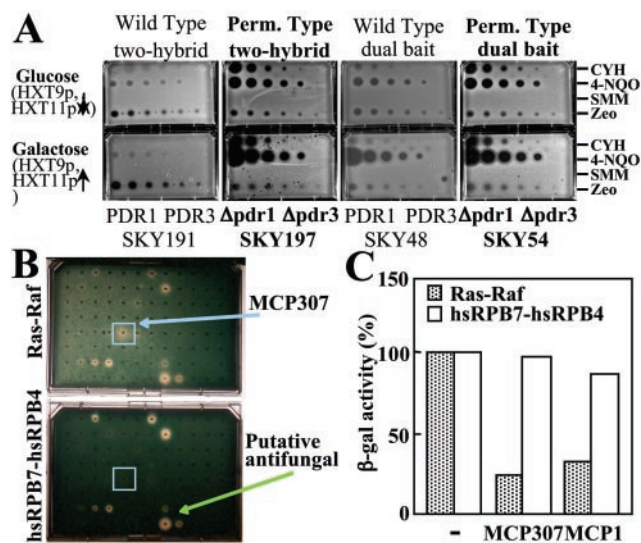 A
Wild Type
two-hybrid
Perm. Type
two-hybrid
Wild Type
dual bait
Perm. Type
dual bait
Glucose
(HXT9p,
HXT11p
CYH
4-NQO
SMM
Zeo
Galactose
(HXT9p,
HXT11p
)
CYH
4-NQO
SMM
Zeo
PDR1 PDR3
SKY191
Δpdr1 Δpdr3
SKY197
PDR1 PDR3
SKY48
Δpdr1 Δpdr3
SKY54
B
Ras-Raf
MCP307
hsRPB7-hsRPB4
Putative
antifungal
C
β-gal activity (%)
150
100
50
0
Ras-Raf
hsRPB7-hsRPB4
- MCP307MCP1